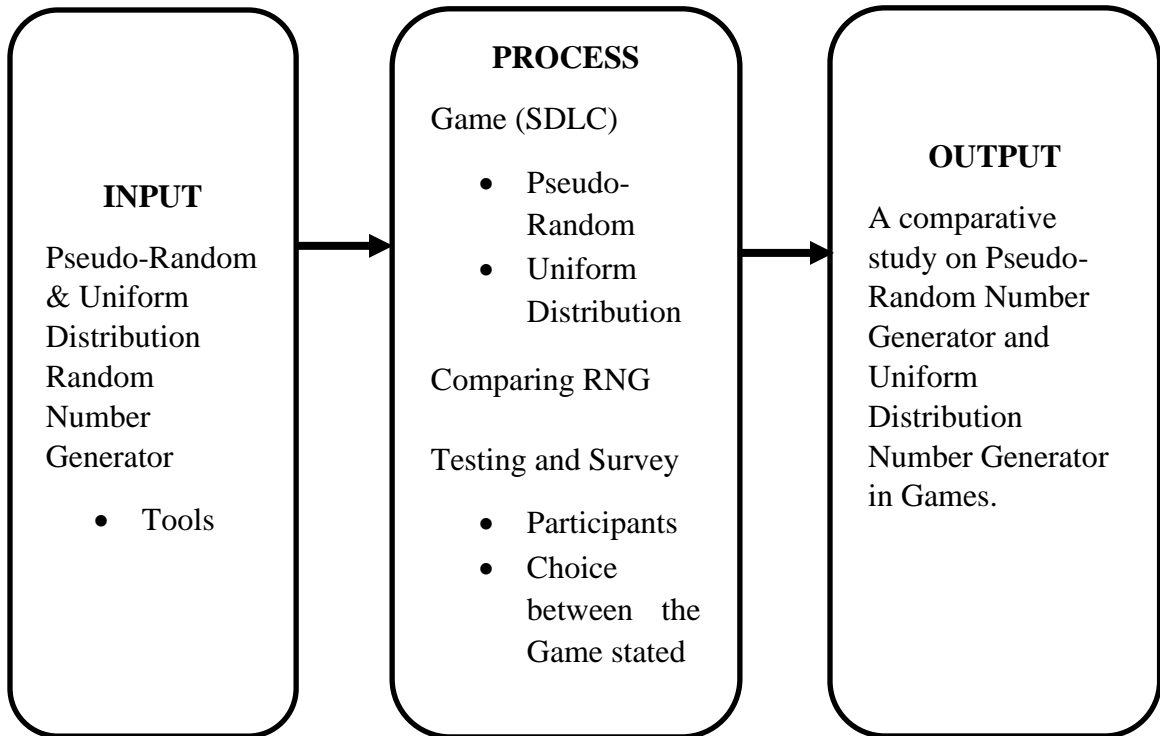 INPUT
Pseudo-Random
& Uniform
Distribution
Random
Number
Generator
• Tools
PROCESS
Game (SDLC)
• Pseudo-
Random
• Uniform
Distribution
Comparing RNG
Testing and Survey
• Participants
• Choice
between the
Game stated
OUTPUT
A comparative
study on Pseudo-
Random Number
Generator and
Uniform
Distribution
Number Generator
in Games.